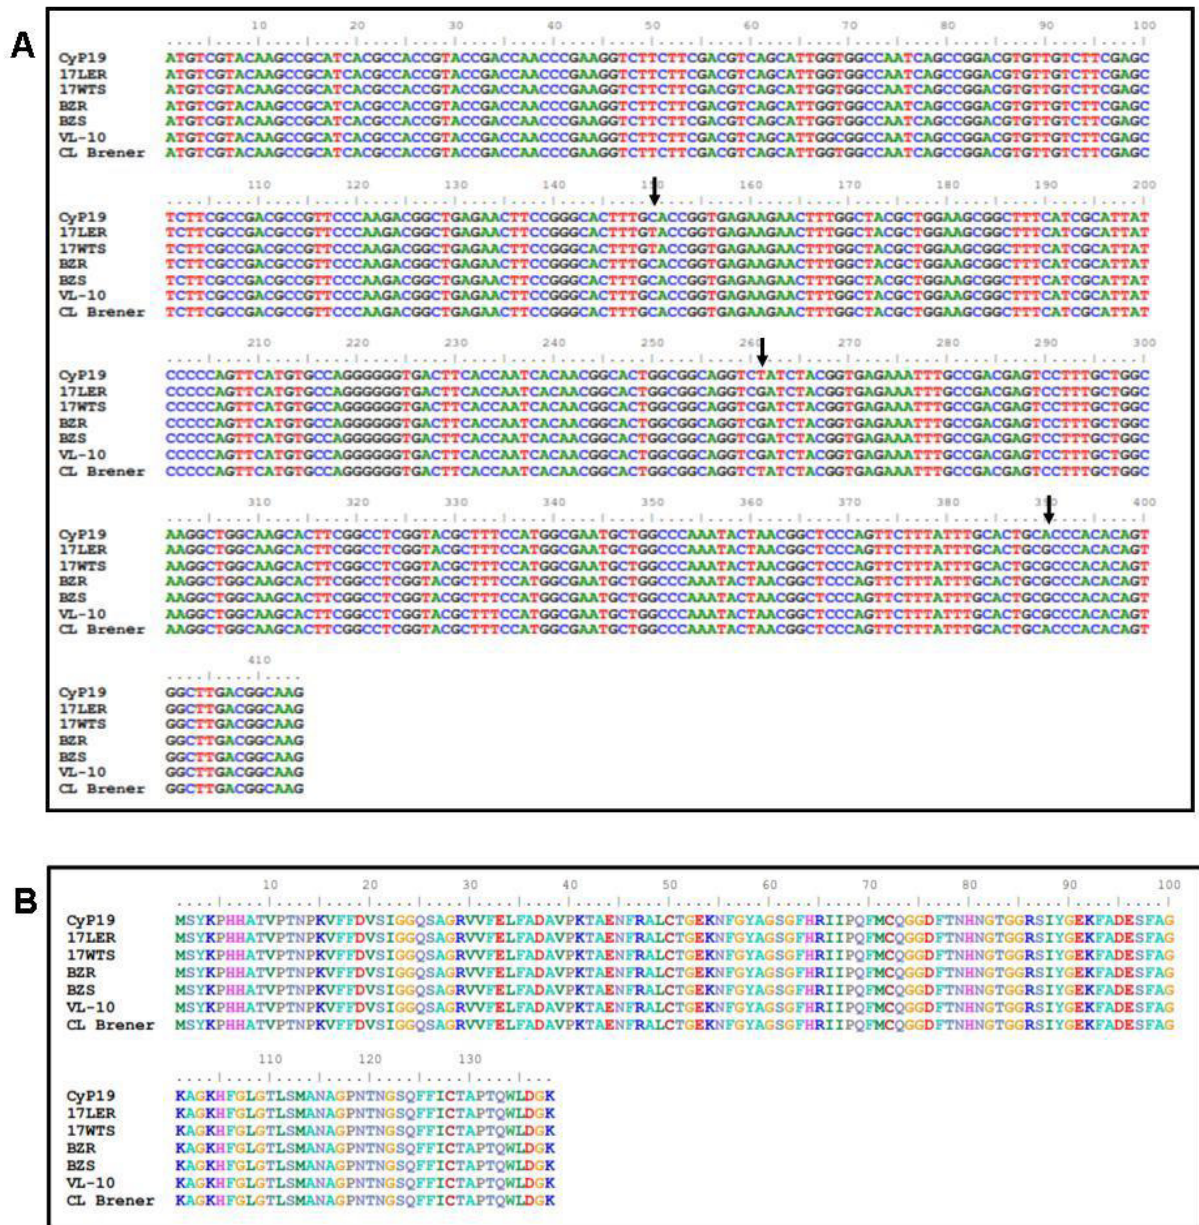 A
10 20 30 40 50 60 70 80 90 100
CyP19 ATGTCGTACAAGCCGCATCACGCCACCGTACCGACCAACCCGAAGGTCTTCTTCGACGTCAGCATTGGTGGCCAATCAGCCGGACGTGTTGTCTTCGAGC
17LER ATGTCGTACAAGCCGCATCACGCCACCGTACCGACCAACCCGAAGGTCTTCTTCGACGTCAGCATTGGTGGCCAATCAGCCGGACGTGTTGTCTTCGAGC
17WTS ATGTCGTACAAGCCGCATCACGCCACCGTACCGACCAACCCGAAGGTCTTCTTCGACGTCAGCATTGGTGGCCAATCAGCCGGACGTGTTGTCTTCGAGC
BZR ATGTCGTACAAGCCGCATCACGCCACCGTACCGACCAACCCGAAGGTCTTCTTCGACGTCAGCATTGGTGGCCAATCAGCCGGACGTGTTGTCTTCGAGC
BZS ATGTCGTACAAGCCGCATCACGCCACCGTACCGACCAACCCGAAGGTCTTCTTCGACGTCAGCATTGGTGGCCAATCAGCCGGACGTGTTGTCTTCGAGC
VL-10 ATGTCGTACAAGCCGCATCACGCCACCGTACCGACCAACCCGAAGGTCTTCTTCGACGTCAGCATTGGCGGCCAATCAGCCGGACGTGTTGTCTTCGAGC
CL Brener ATGTCGTACAAGCCGCATCACGCCACCGTACCGACCAACCCGAAGGTCTTCTTCGACGTCAGCATTGGTGGCCAATCAGCCGGACGTGTTGTCTTCGAGC
110 120 130 140 150 160 170 180 190 200
CyP19 TCTTCGCCGACGCCGTTCCCAAGACGGCTGAGAACTTCCGGGCACTTTGCACCGGTGAGAAGAACTTTGGCTACGCTGGAAGCGGCTTTCATCGCATTAT
17LER TCTTCGCCGACGCCGTTCCCAAGACGGCTGAGAACTTCCGGGCACTTTGTACCGGTGAGAAGAACTTTGGCTACGCTGGAAGCGGCTTTCATCGCATTAT
17WTS TCTTCGCCGACGCCGTTCCCAAGACGGCTGAGAACTTCCGGGCACTTTGTACCGGTGAGAAGAACTTTGGCTACGCTGGAAGCGGCTTTCATCGCATTAT
BZR TCTTCGCCGACGCCGTTCCCAAGACGGCTGAGAACTTCCGGGCACTTTGCACCGGTGAGAAGAACTTTGGCTACGCTGGAAGCGGCTTTCATCGCATTAT
BZS TCTTCGCCGACGCCGTTCCCAAGACGGCTGAGAACTTCCGGGCACTTTGCACCGGTGAGAAGAACTTTGGCTACGCTGGAAGCGGCTTTCATCGCATTAT
VL-10 TCTTCGCCGACGCCGTTCCCAAGACGGCTGAGAACTTCCGGGCACTTTGCACCGGTGAGAAGAACTTTGGCTACGCTGGAAGCGGCTTTCATCGCATTAT
CL Brener TCTTCGCCGACGCCGTTCCCAAGACGGCTGAGAACTTCCGGGCACTTTGCACCGGTGAGAAGAACTTTGGCTACGCTGGAAGCGGCTTTCATCGCATTAT
210 220 230 240 250 260 270 280 290 300
CyP19 CCCCCAGTTCATGTGCCAGGGGGGTGACTTCACCAATCACAACGGCACTGGCGGCAGGTCTATCTACGGTGAGAAATTTGCCGACGAGTCCTTTGCTGGC
17LER CCCCCAGTTCATGTGCCAGGGGGGTGACTTCACCAATCACAACGGCACTGGCGGCAGGTCGATCTACGGTGAGAAATTTGCCGACGAGTCCTTTGCTGGC
17WTS CCCCCAGTTCATGTGCCAGGGGGGTGACTTCACCAATCACAACGGCACTGGCGGCAGGTCGATCTACGGTGAGAAATTTGCCGACGAGTCCTTTGCTGGC
BZR CCCCCAGTTCATGTGCCAGGGGGGTGACTTCACCAATCACAACGGCACTGGCGGCAGGTCGATCTACGGTGAGAAATTTGCCGACGAGTCCTTTGCTGGC
BZS CCCCCAGTTCATGTGCCAGGGGGGTGACTTCACCAATCACAACGGCACTGGCGGCAGGTCGATCTACGGTGAGAAATTTGCCGACGAGTCCTTTGCTGGC
VL-10 CCCCCAGTTCATGTGCCAGGGGGGTGACTTCACCAATCACAACGGCACTGGCGGCAGGTCGATCTACGGTGAGAAATTTGCCGACGAGTCCTTTGCTGGC
CL Brener CCCCCAGTTCATGTGCCAGGGGGGTGACTTCACCAATCACAACGGCACTGGCGGCAGGTCTATCTACGGTGAGAAATTTGCCGACGAGTCCTTTGCTGGC
310 320 330 340 350 360 370 380 390 400
CyP19 AAGGCTGGCAAGCACTTCGGCCTCGGTACGCTTTCCATGGCGAATGCTGGCCCAAATACTAACGGCTCCCAGTTCTTTATTTGCACTGCACCCACACAGT
17LER AAGGCTGGCAAGCACTTCGGCCTCGGTACGCTTTCCATGGCGAATGCTGGCCCAAATACTAACGGCTCCCAGTTCTTTATTTGCACTGCGCCCACACAGT
17WTS AAGGCTGGCAAGCACTTCGGCCTCGGTACGCTTTCCATGGCGAATGCTGGCCCAAATACTAACGGCTCCCAGTTCTTTATTTGCACTGCGCCCACACAGT
BZR AAGGCTGGCAAGCACTTCGGCCTCGGTACGCTTTCCATGGCGAATGCTGGCCCAAATACTAACGGCTCCCAGTTCTTTATTTGCACTGCGCCCACACAGT
BZS AAGGCTGGCAAGCACTTCGGCCTCGGTACGCTTTCCATGGCGAATGCTGGCCCAAATACTAACGGCTCCCAGTTCTTTATTTGCACTGCGCCCACACAGT
VL-10 AAGGCTGGCAAGCACTTCGGCCTCGGTACGCTTTCCATGGCGAATGCTGGCCCAAATACTAACGGCTCCCAGTTCTTTATTTGCACTGCGCCCACACAGT
CL Brener AAGGCTGGCAAGCACTTCGGCCTCGGTACGCTTTCCATGGCGAATGCTGGCCCAAATACTAACGGCTCCCAGTTCTTTATTTGCACTGCACCCACACAGT
410
CyP19 GGCTTGACGGCAAG
17LER GGCTTGACGGCAAG
17WTS GGCTTGACGGCAAG
BZR GGCTTGACGGCAAG
BZS GGCTTGACGGCAAG
VL-10 GGCTTGACGGCAAG
CL Brener GGCTTGACGGCAAG
B
10 20 30 40 50 60 70 80 90 100
CyP19 MSYKPHHATVPTNPKVFFDVSIGGQSAGRVVFELFADAVPKTAENFRALCTGEKNFGYAGSGFHRIIPQFMCQGGDFTNHNGTGGRSIYGEKFADESFAG
17LER MSYKPHHATVPTNPKVFFDVSIGGQSAGRVVFELFADAVPKTAENFRALCTGEKNFGYAGSGFHRIIPQFMCQGGDFTNHNGTGGRSIYGEKFADESFAG
17WTS MSYKPHHATVPTNPKVFFDVSIGGQSAGRVVFELFADAVPKTAENFRALCTGEKNFGYAGSGFHRIIPQFMCQGGDFTNHNGTGGRSIYGEKFADESFAG
BZR MSYKPHHATVPTNPKVFFDVSIGGQSAGRVVFELFADAVPKTAENFRALCTGEKNFGYAGSGFHRIIPQFMCQGGDFTNHNGTGGRSIYGEKFADESFAG
BZS MSYKPHHATVPTNPKVFFDVSIGGQSAGRVVFELFADAVPKTAENFRALCTGEKNFGYAGSGFHRIIPQFMCQGGDFTNHNGTGGRSIYGEKFADESFAG
VL-10 MSYKPHHATVPTNPKVFFDVSIGGQSAGRVVFELFADAVPKTAENFRALCTGEKNFGYAGSGFHRIIPQFMCQGGDFTNHNGTGGRSIYGEKFADESFAG
CL Brener MSYKPHHATVPTNPKVFFDVSIGGQSAGRVVFELFADAVPKTAENFRALCTGEKNFGYAGSGFHRIIPQFMCQGGDFTNHNGTGGRSIYGEKFADESFAG
110 120 130
CyP19 KAGKHFGLGTLSMANAGPNTNGSQFFICTAPTQWLDGK
17LER KAGKHFGLGTLSMANAGPNTNGSQFFICTAPTQWLDGK
17WTS KAGKHFGLGTLSMANAGPNTNGSQFFICTAPTQWLDGK
BZR KAGKHFGLGTLSMANAGPNTNGSQFFICTAPTQWLDGK
BZS KAGKHFGLGTLSMANAGPNTNGSQFFICTAPTQWLDGK
VL-10 KAGKHFGLGTLSMANAGPNTNGSQFFICTAPTQWLDGK
CL Brener KAGKHFGLGTLSMANAGPNTNGSQFFICTAPTQWLDGK